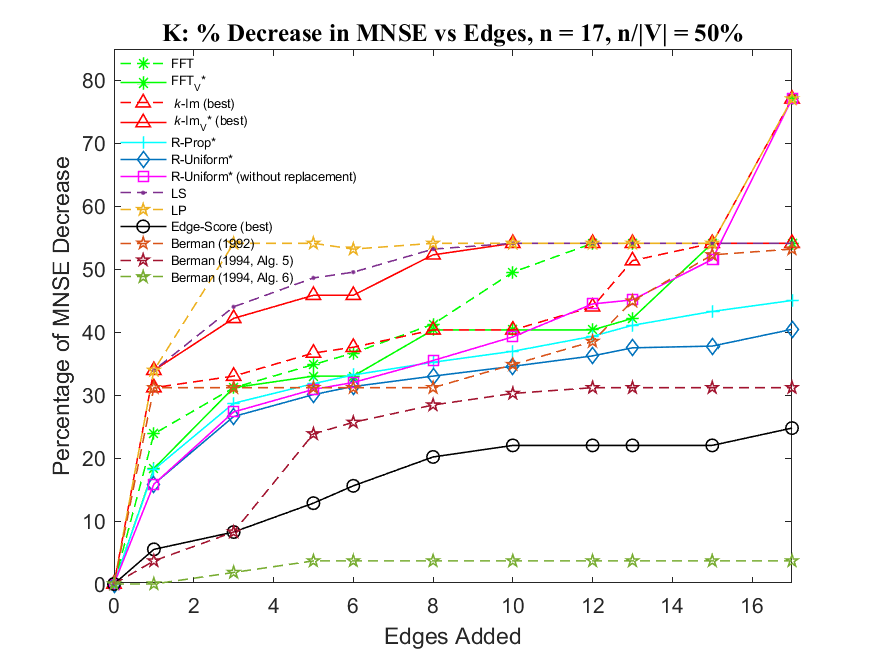 K: % Decrease in MNSE vs Edges, n = 17, n/|V| = 50%
Percentage of MNSE Decrease
80
70
60
50
40
30
20
10
0
FFT
FFT_V*
k-Im (best)
k-Im_V* (best)
R-Prop*
R-Uniform*
R-Uniform* (without replacement)
LS
LP
Edge-Score (best)
Berman (1992)
Berman (1994, Alg. 5)
Berman (1994, Alg. 6)
0 2 4 6 8 10 12 14 16
Edges Added